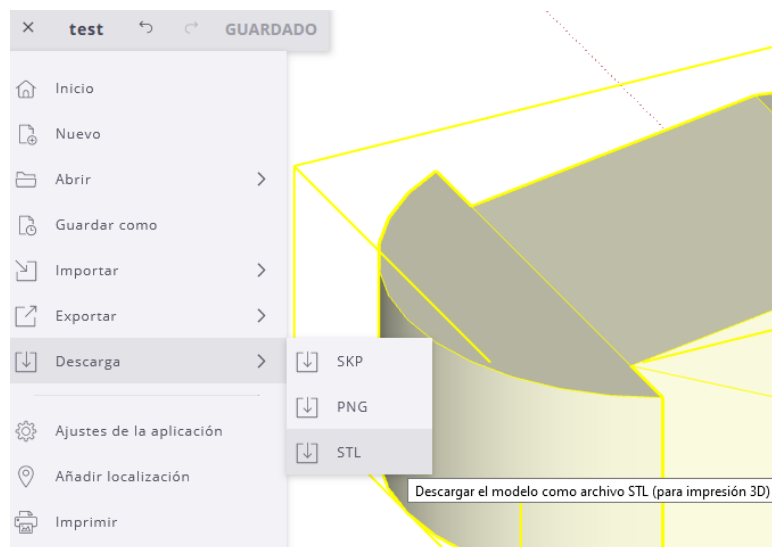 test GUARDADO
Inicio
Nuevo
Abrir
Guardar como
Importar
Exportar
Descarga
SKP
PNG
STL
Descargar el modelo como archivo STL (para impresión 3D)
Ajustes de la aplicación
Añadir localización
Imprimir